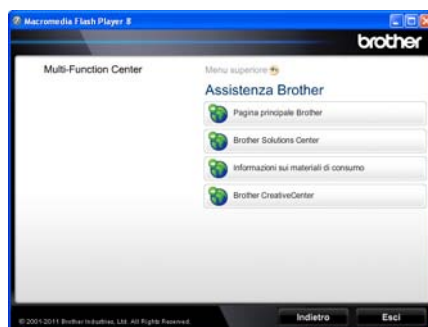 Macromedia Flash Player 8
brother
Multi-Function Center
Menu superiore
Assistenza Brother
Pagina principale Brother
Brother Solutions Center
Informazioni sui materiali di consumo
Brother CreativeCenter
© 2001-2011 Brother Industries, Ltd. All Rights Reserved.
Indietro
Esci